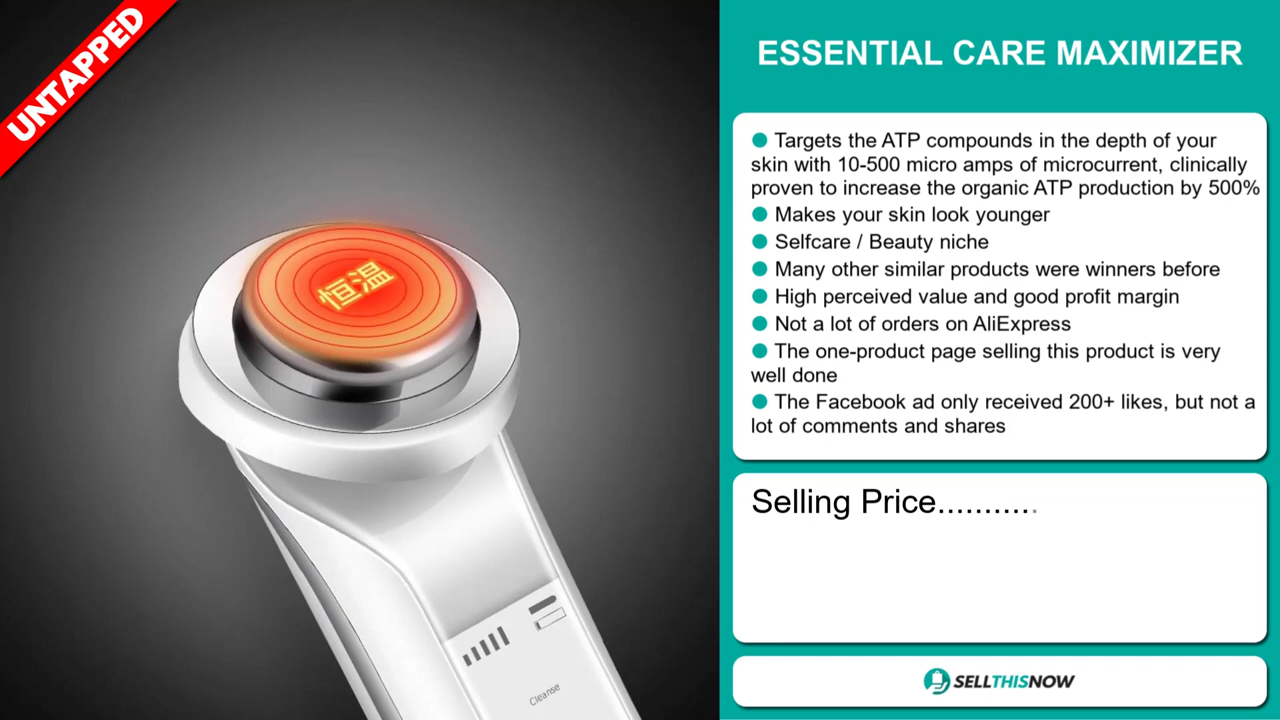 UNTAPPED
ESSENTIAL CARE MAXIMIZER
● Targets the ATP compounds in the depth of your
skin with 10-500 micro amps of microcurrent, clinically
proven to increase the organic ATP production by 500%
● Makes your skin look younger
● Selfcare / Beauty niche
● Many other similar products were winners before
● High perceived value and good profit margin
● Not a lot of orders on AliExpress
● The one-product page selling this product is very
well done
● The Facebook ad only received 200+ likes, but not a
lot of comments and shares
恒温
Selling Price...........
Cleanse
SELLTHISNOW